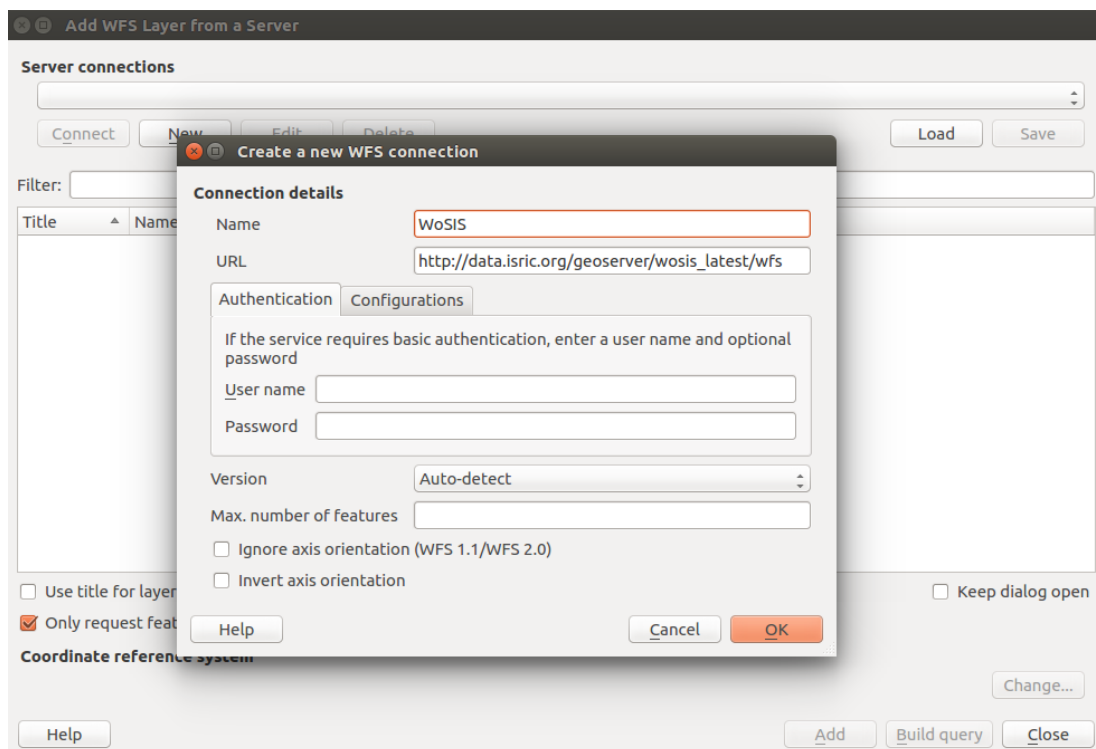 Add WFS Layer from a Server
Server connections
Connect New Edit Delete Load Save
Create a new WFS connection
Filter:
Connection details
Title Name
Name WoSIS
URL http://data.isric.org/geoserver/wosis_latest/wfs
Authentication Configurations
If the service requires basic authentication, enter a user name and optional
password
User name
Password
Version Auto-detect
Max. number of features
Ignore axis orientation (WFS 1.1/WFS 2.0)
Invert axis orientation
Use title for layer
Keep dialog open
Only request feat
Help Cancel OK
Coordinate reference system
Change...
Help Add Build query Close